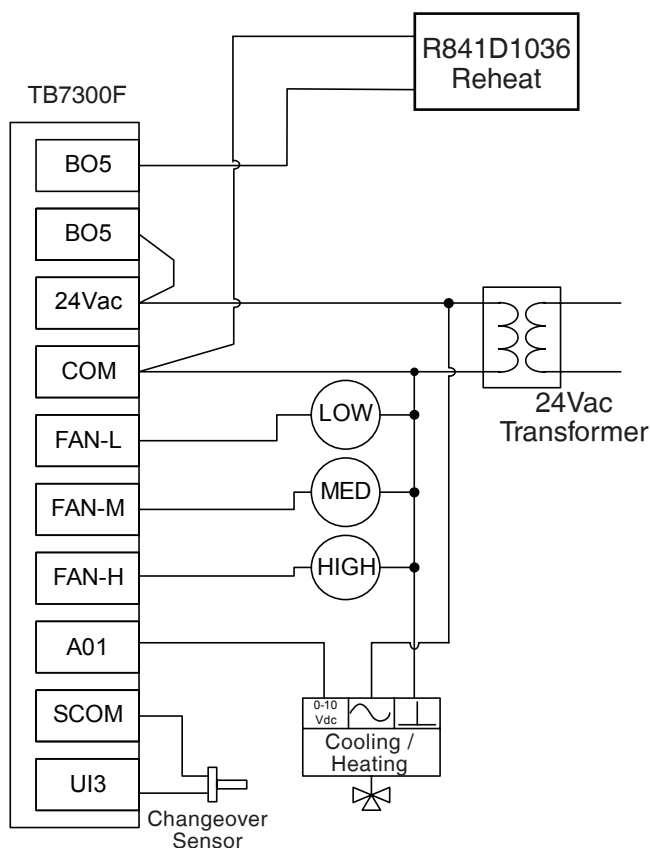 R841D1036
Reheat
TB7300F
BO5
BO5
24Vac
COM
24Vac
Transformer
LOW
FAN-L
MED
FAN-M
HIGH
FAN-H
A01
0-10
Vdc
SCOM
Cooling /
Heating
UI3
Changeover
Sensor